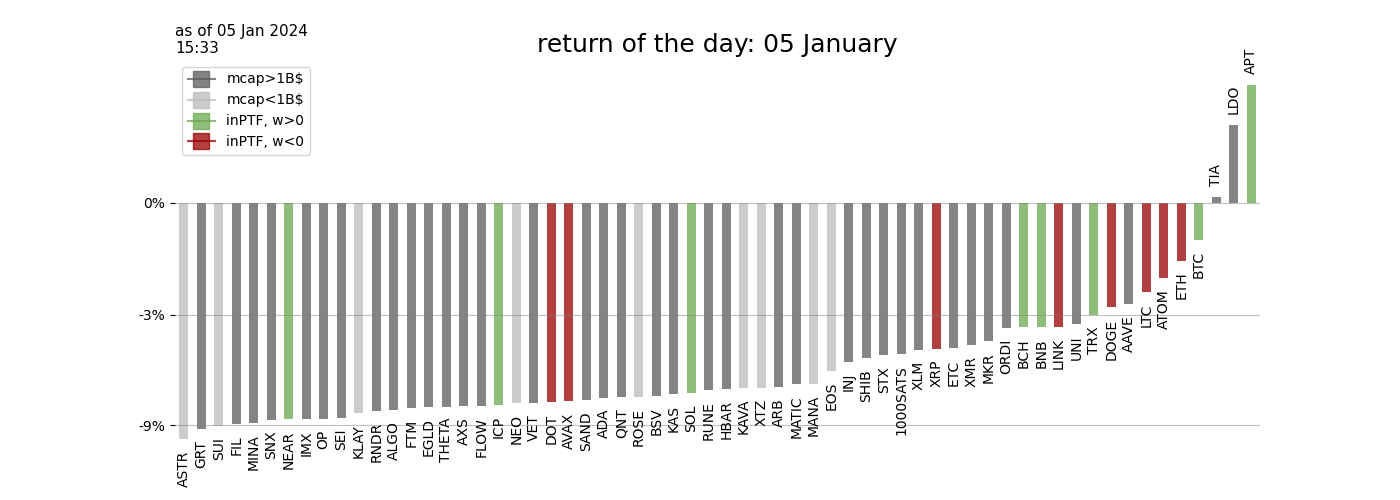 as of 05 Jan 2024
15:33
return of the day: 05 January
mcap>1B$
mcap<1B$
inPTF, w>0
inPTF, w<0
0%
-3%
-9%
ASTR
GRT
SUI
FIL
MINA
SNX
NEAR
IMX
OP
SEI
KLAY
RNDR
ALGO
FTM
EGLD
THETA
AXS
FLOW
ICP
NEO
VET
DOT
AVAX
SAND
ADA
QNT
ROSE
BSV
KAS
SOL
RUNE
HBAR
KAVA
XTZ
ARB
MATIC
MANA
EOS
INJ
SHIB
STX
1000SATS
XLM
XRP
ETC
XMR
MKR
ORDI
BCH
BNB
LINK
UNI
TRX
DOGE
AAVE
LTC
ATOM
ETH
BTC
TIA
LDO
APT